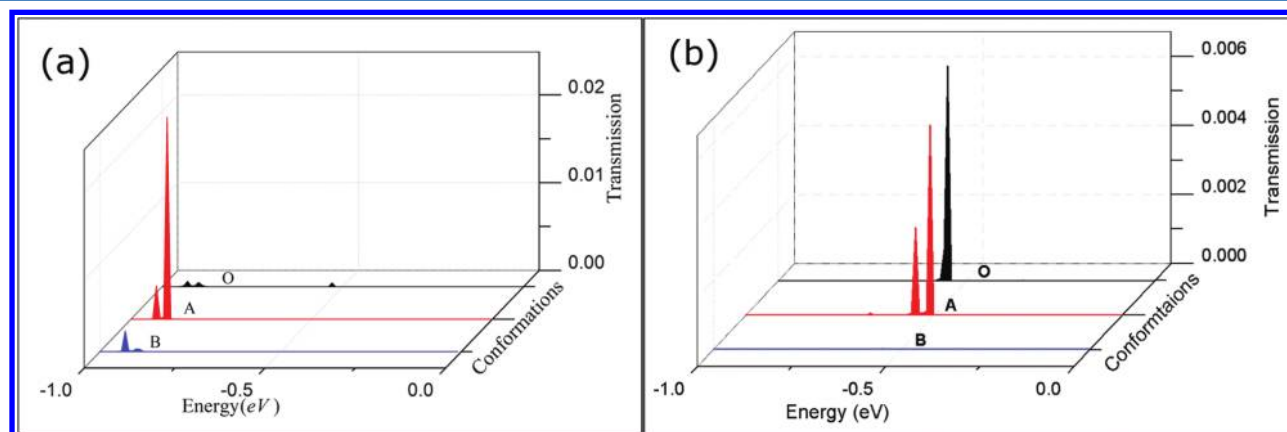 (a)
0.02
0.01
0.00
Transmission
O
A
B
Conformations
-1.0
-0.5
0.0
Energy(eV)
(b)
0.006
0.004
0.002
0.000
Transmission
O
A
B
Conformtaions
-1.0
-0.5
0.0
Energy (eV)